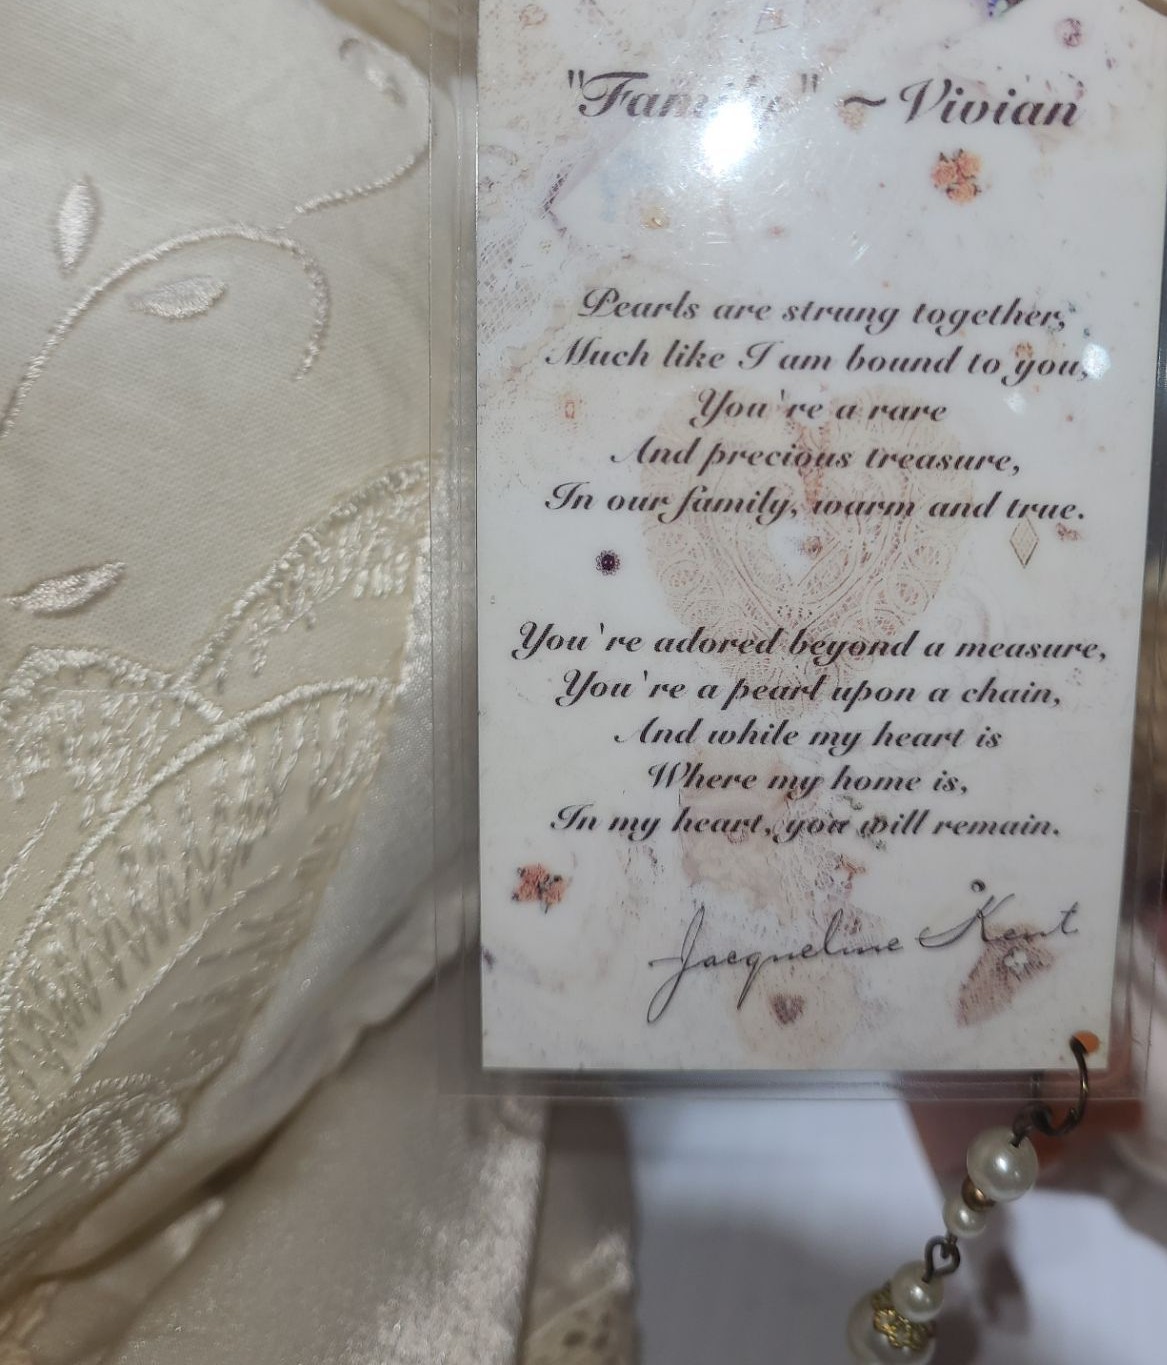 "Family" ~Vivian
Pearls are strung together,
Much like I am bound to you,
You're a rare
And precious treasure,
In our family, warm and true.
You're adored beyond a measure,
You're a pearl upon a chain,
And while my heart is
Where my home is,
In my heart, you will remain.
Jacqueline Kent